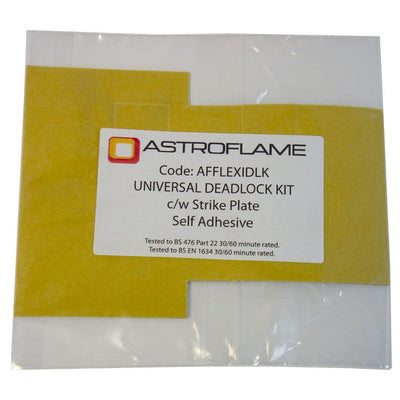 ASTROFLAME
Code: AFFLEXIDLK
UNIVERSAL DEADLOCK KIT
c/w Strike Plate
Self Adhesive
Tested to BS 476 Part 22 30/60 minute rated.
Tested to BS EN 1634 30/60 minute rated.